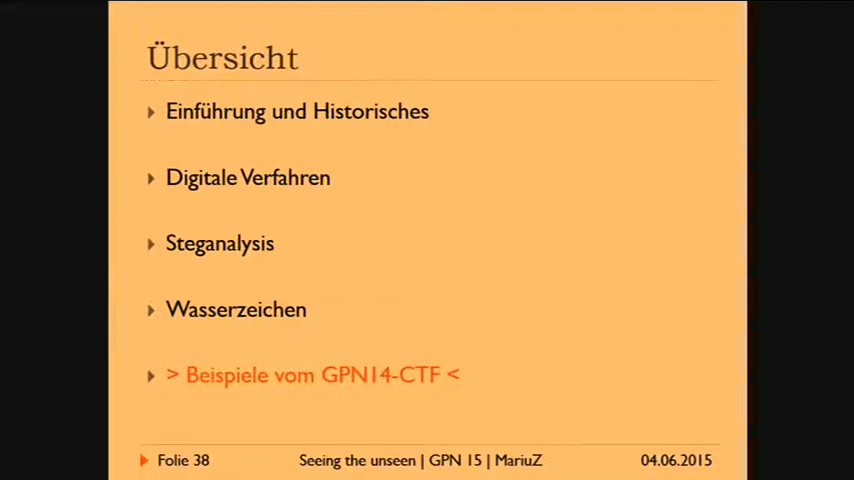 Übersicht
Einführung und Historisches
Digitale Verfahren
Steganalysis
Wasserzeichen
> Beispiele vom GPN14-CTF <
Folie 38 Seeing the unseen | GPN 15 | MariuZ 04.06.2015